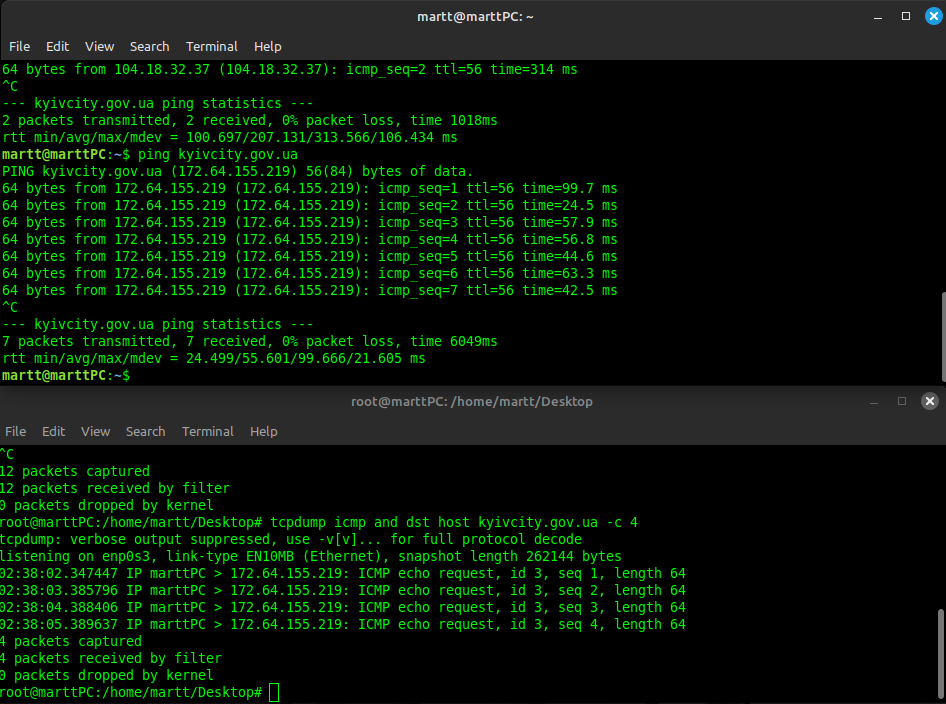 martt@marttPC: ~
File Edit View Search Terminal Help
64 bytes from 104.18.32.37 (104.18.32.37): icmp_seq=2 ttl=56 time=314 ms
^C
--- kyivcity.gov.ua ping statistics ---
2 packets transmitted, 2 received, 0% packet loss, time 1018ms
rtt min/avg/max/mdev = 100.697/207.131/313.566/106.434 ms
martt@marttPC:~$ ping kyivcity.gov.ua
PING kyivcity.gov.ua (172.64.155.219) 56(84) bytes of data.
64 bytes from 172.64.155.219 (172.64.155.219): icmp_seq=1 ttl=56 time=99.7 ms
64 bytes from 172.64.155.219 (172.64.155.219): icmp_seq=2 ttl=56 time=24.5 ms
64 bytes from 172.64.155.219 (172.64.155.219): icmp_seq=3 ttl=56 time=57.9 ms
64 bytes from 172.64.155.219 (172.64.155.219): icmp_seq=4 ttl=56 time=56.8 ms
64 bytes from 172.64.155.219 (172.64.155.219): icmp_seq=5 ttl=56 time=44.6 ms
64 bytes from 172.64.155.219 (172.64.155.219): icmp_seq=6 ttl=56 time=63.3 ms
64 bytes from 172.64.155.219 (172.64.155.219): icmp_seq=7 ttl=56 time=42.5 ms
^C
--- kyivcity.gov.ua ping statistics ---
7 packets transmitted, 7 received, 0% packet loss, time 6049ms
rtt min/avg/max/mdev = 24.499/55.601/99.666/21.605 ms
martt@marttPC:~$
root@marttPC: /home/martt/Desktop
File Edit View Search Terminal Help
^C
12 packets captured
12 packets received by filter
0 packets dropped by kernel
root@marttPC:/home/martt/Desktop# tcpdump icmp and dst host kyivcity.gov.ua -c 4
tcpdump: verbose output suppressed, use -v[v]... for full protocol decode
listening on enp0s3, link-type EN10MB (Ethernet), snapshot length 262144 bytes
02:38:02.347447 IP marttPC > 172.64.155.219: ICMP echo request, id 3, seq 1, length 64
02:38:03.385796 IP marttPC > 172.64.155.219: ICMP echo request, id 3, seq 2, length 64
02:38:04.388406 IP marttPC > 172.64.155.219: ICMP echo request, id 3, seq 3, length 64
02:38:05.389637 IP marttPC > 172.64.155.219: ICMP echo request, id 3, seq 4, length 64
4 packets captured
4 packets received by filter
0 packets dropped by kernel
root@marttPC:/home/martt/Desktop#